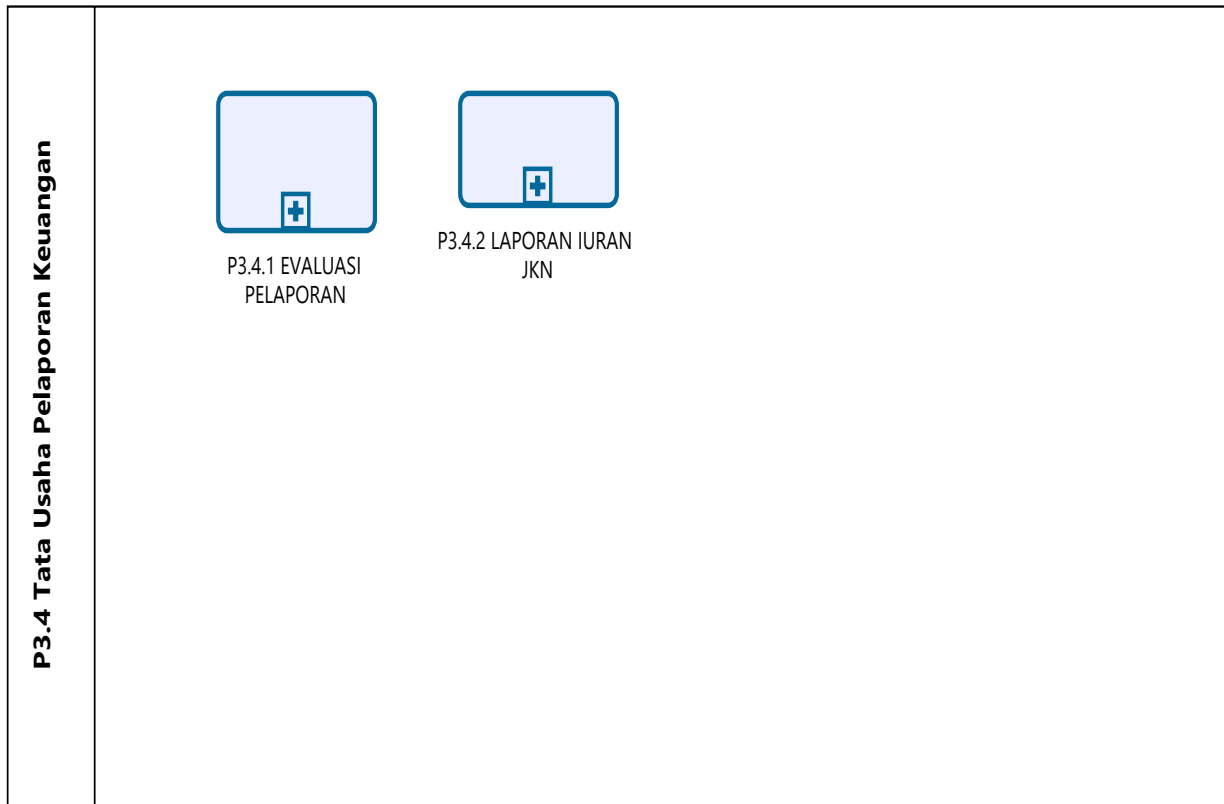 P3.4 Tata Usaha Pelaporan Keuangan
P3.4.1 EVALUASI
PELAPORAN
P3.4.2 LAPORAN IURAN
JKN